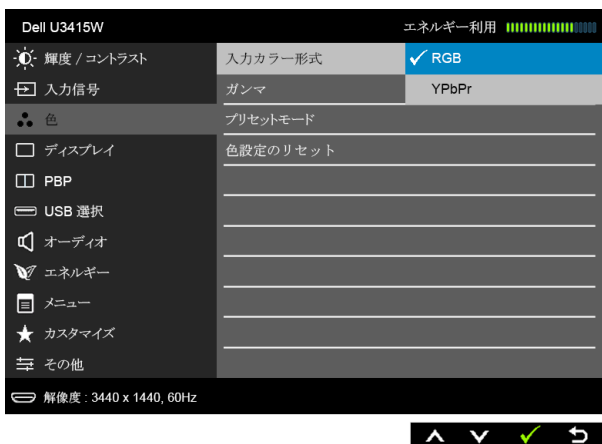 Dell U3415W
エネルギー利用
輝度 / コントラスト
入力カラー形式
RGB
入力信号
ガンマ
YPbPr
色
プリセットモード
ディスプレイ
色設定のリセット
PBP
USB 選択
オーディオ
エネルギー
メニュー
カスタマイズ
その他
解像度 : 3440 x 1440, 60Hz